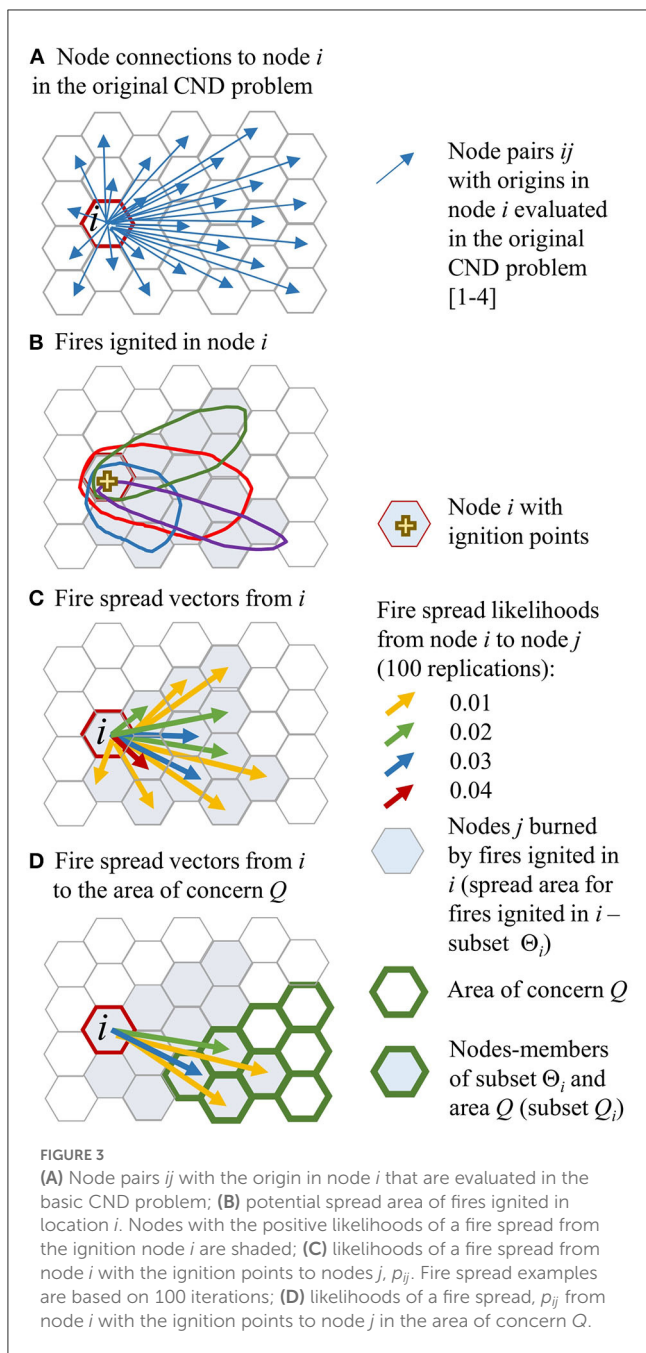 A Node connections to node i
in the original CND problem
i
Node pairs ij
with origins in
node i evaluated
in the original
CND problem
[1-4]
B Fires ignited in node i
Node i with
ignition points
C Fire spread vectors from i
i
Fire spread likelihoods
from node i to node j
(100 replications):
0.01
0.02
0.03
0.04
Nodes j burned
by fires ignited in
i (spread area for
fires ignited in i –
subset Θi)
D Fire spread vectors from i
to the area of concern Q
i
Area of concern Q
Nodes-members
of subset Θi and
area Q (subset Qi)
FIGURE 3
(A) Node pairs ij with the origin in node i that are evaluated in the
basic CND problem; (B) potential spread area of fires ignited in
location i. Nodes with the positive likelihoods of a fire spread from
the ignition node i are shaded; (C) likelihoods of a fire spread from
node i with the ignition points to nodes j, pij. Fire spread examples
are based on 100 iterations; (D) likelihoods of a fire spread, pij from
node i with the ignition points to node j in the area of concern Q.